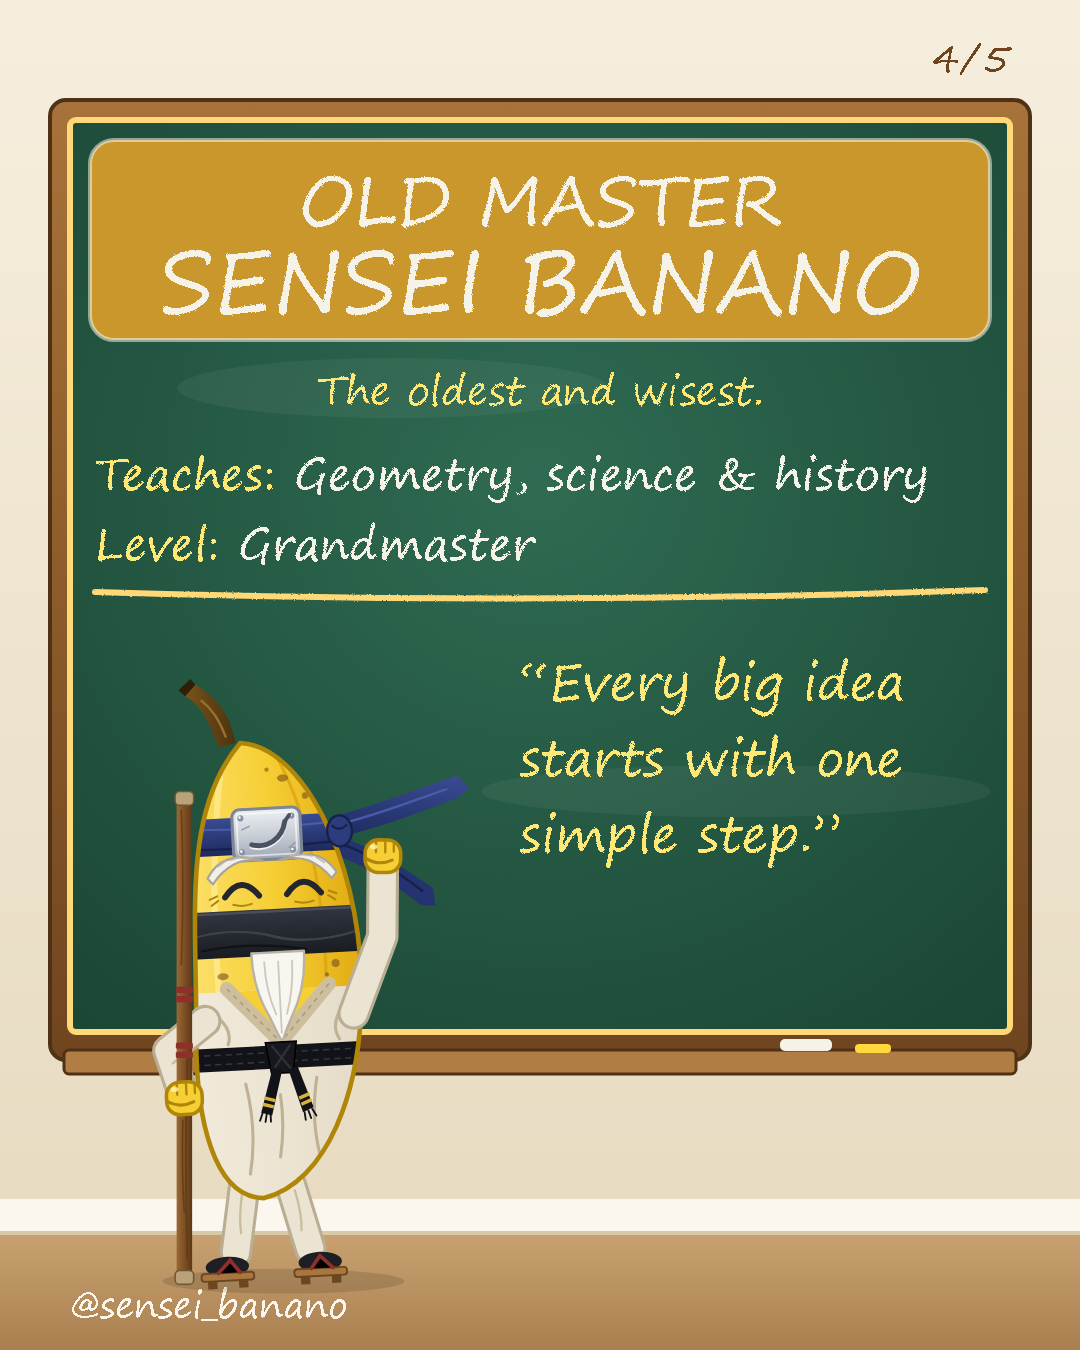 4/5
OLD MASTER
SENSEI BANANO
The oldest and wisest.
Teaches: Geometry, science & history
Level: Grandmaster
“Every big idea
starts with one
simple step.”
@sensei_banano